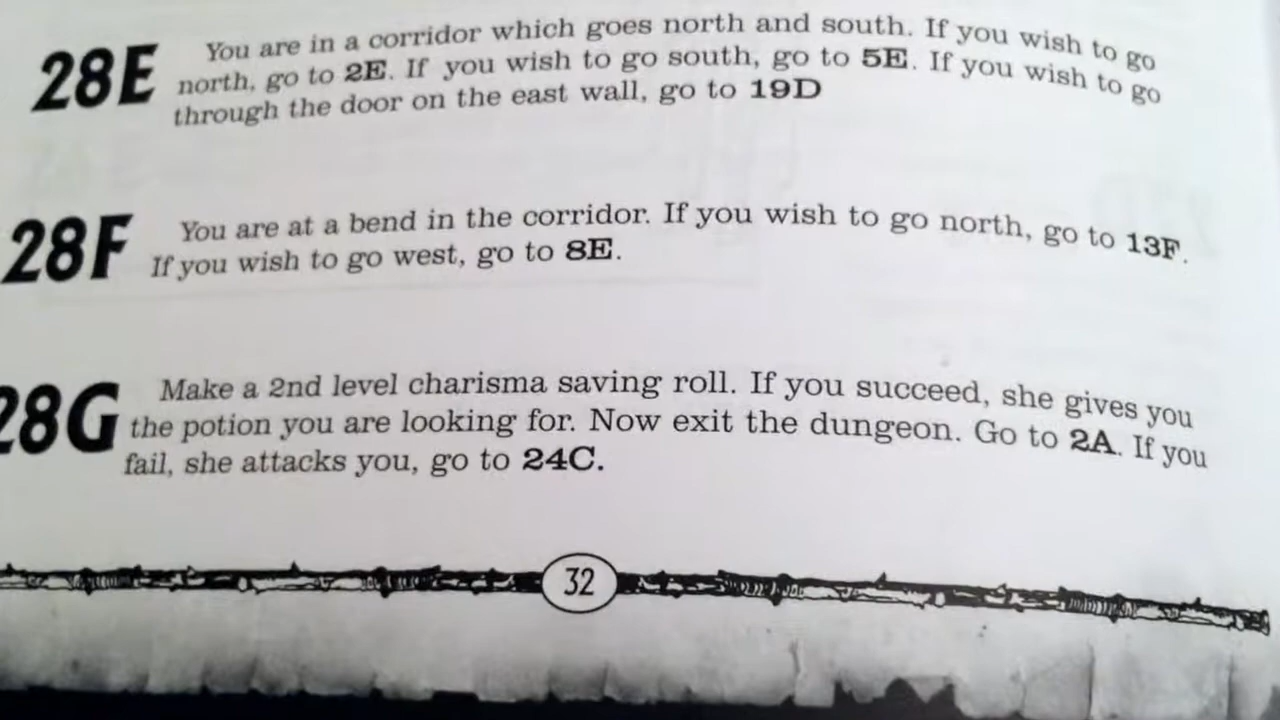 28E You are in a corridor which goes north and south. If you wish to go
north, go to 2E. If you wish to go south, go to 5E. If you wish to go
through the door on the east wall, go to 19D
28F You are at a bend in the corridor. If you wish to go north, go to 13F.
If you wish to go west, go to 8E.
28G Make a 2nd level charisma saving roll. If you succeed, she gives you
the potion you are looking for. Now exit the dungeon. Go to 2A. If you
fail, she attacks you, go to 24C.
32